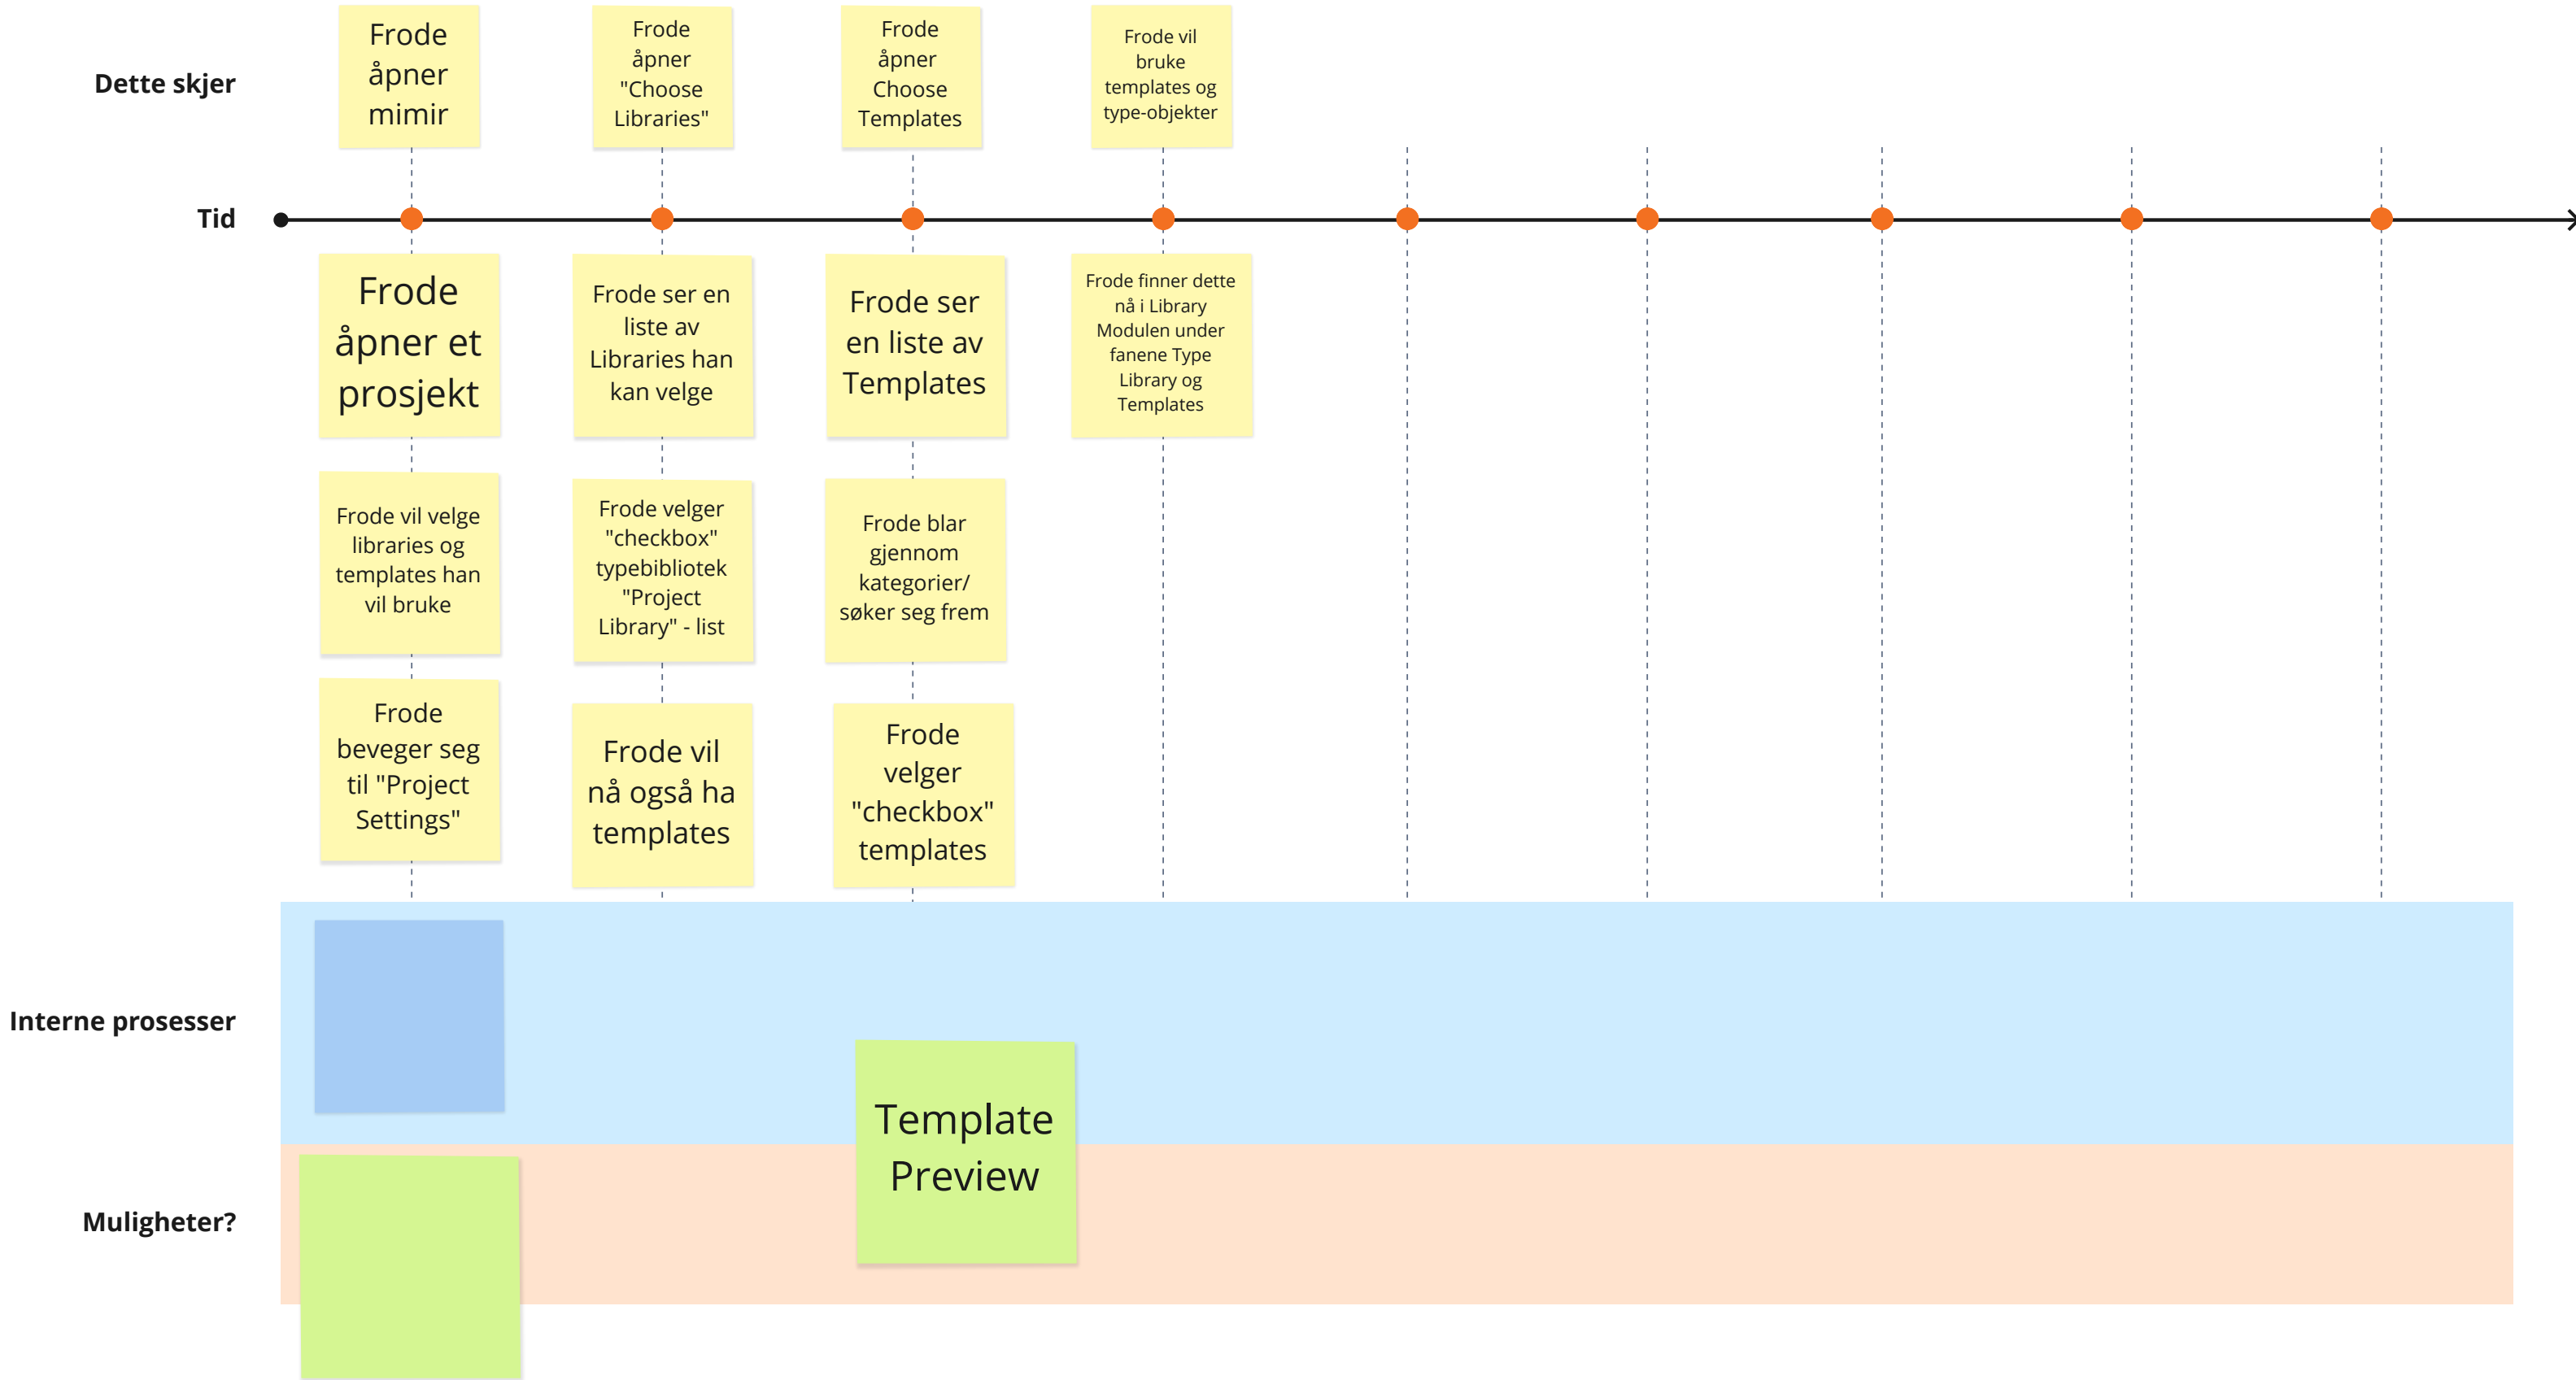 Dette skjer
Frode
åpner
mimir
Frode
åpner
"Choose
Libraries"
Frode
åpner
Choose
Templates
Frode vil
bruke
templates og
type-objekter
Tid
Frode
åpner et
prosjekt
Frode ser en
liste av
Libraries han
kan velge
Frode ser
en liste av
Templates
Frode finner dette
nå i Library
Modulen under
fanene Type
Library og
Templates
Frode vil velge
libraries og
templates han
vil bruke
Frode velger
"checkbox"
typebibliotek
"Project
Library" - list
Frode blar
gjennom
kategorier/
søker seg frem
Frode
beveger seg
til "Project
Settings"
Frode vil
nå også ha
templates
Frode
velger
"checkbox"
templates
Interne prosesser
Template
Preview
Muligheter?